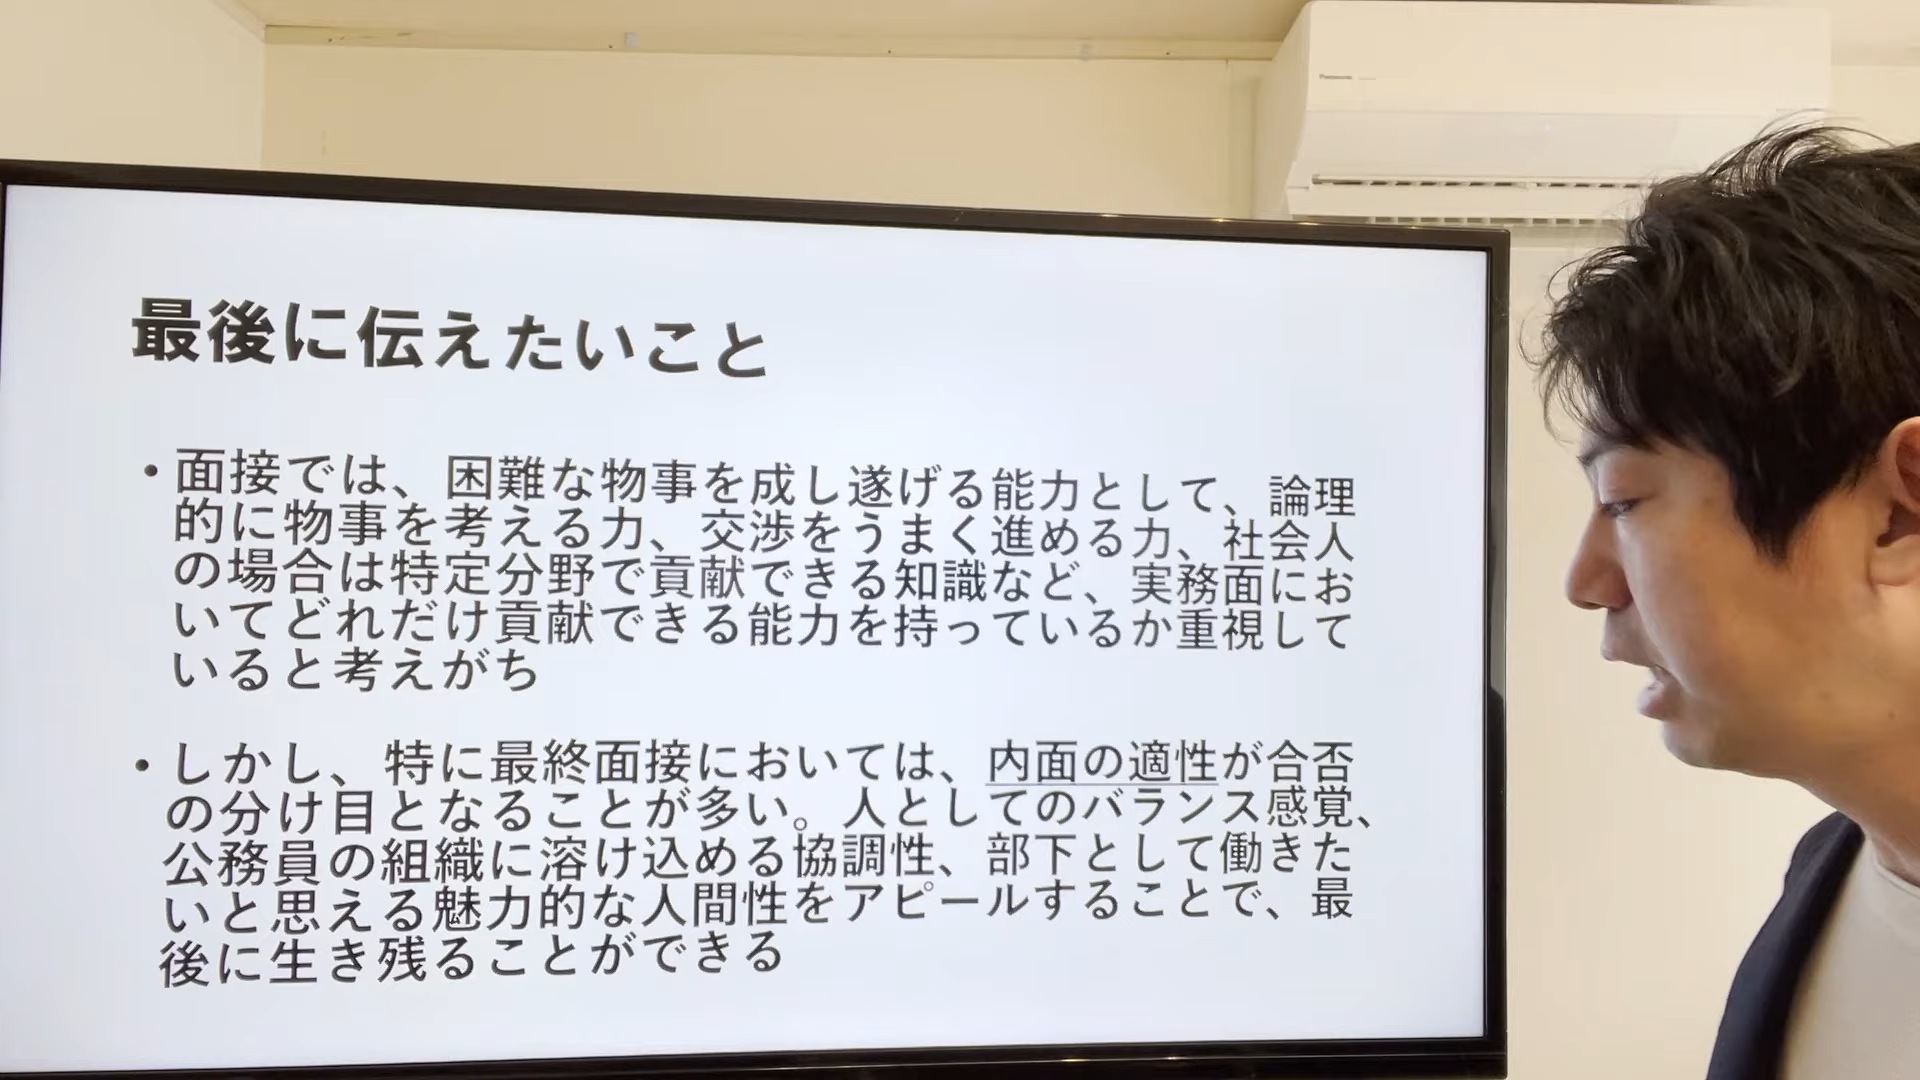 Panasonic
最後に伝えたいこと
・面接では、困難な物事を成し遂げる能力として、論理
的に物事を考える力、交渉をうまく進める力、社会人
の場合は特定分野で貢献できる知識など、実務面にお
いてどれだけ貢献できる能力を持っているか重視して
いると考えがち
・しかし、特に最終面接においては、内面の適性が合否
の分け目となることが多い。人としてのバランス感覚、
公務員の組織に溶け込める協調性、部下として働きた
いと思える魅力的な人間性をアピールすることで、最
後に生き残ることができる